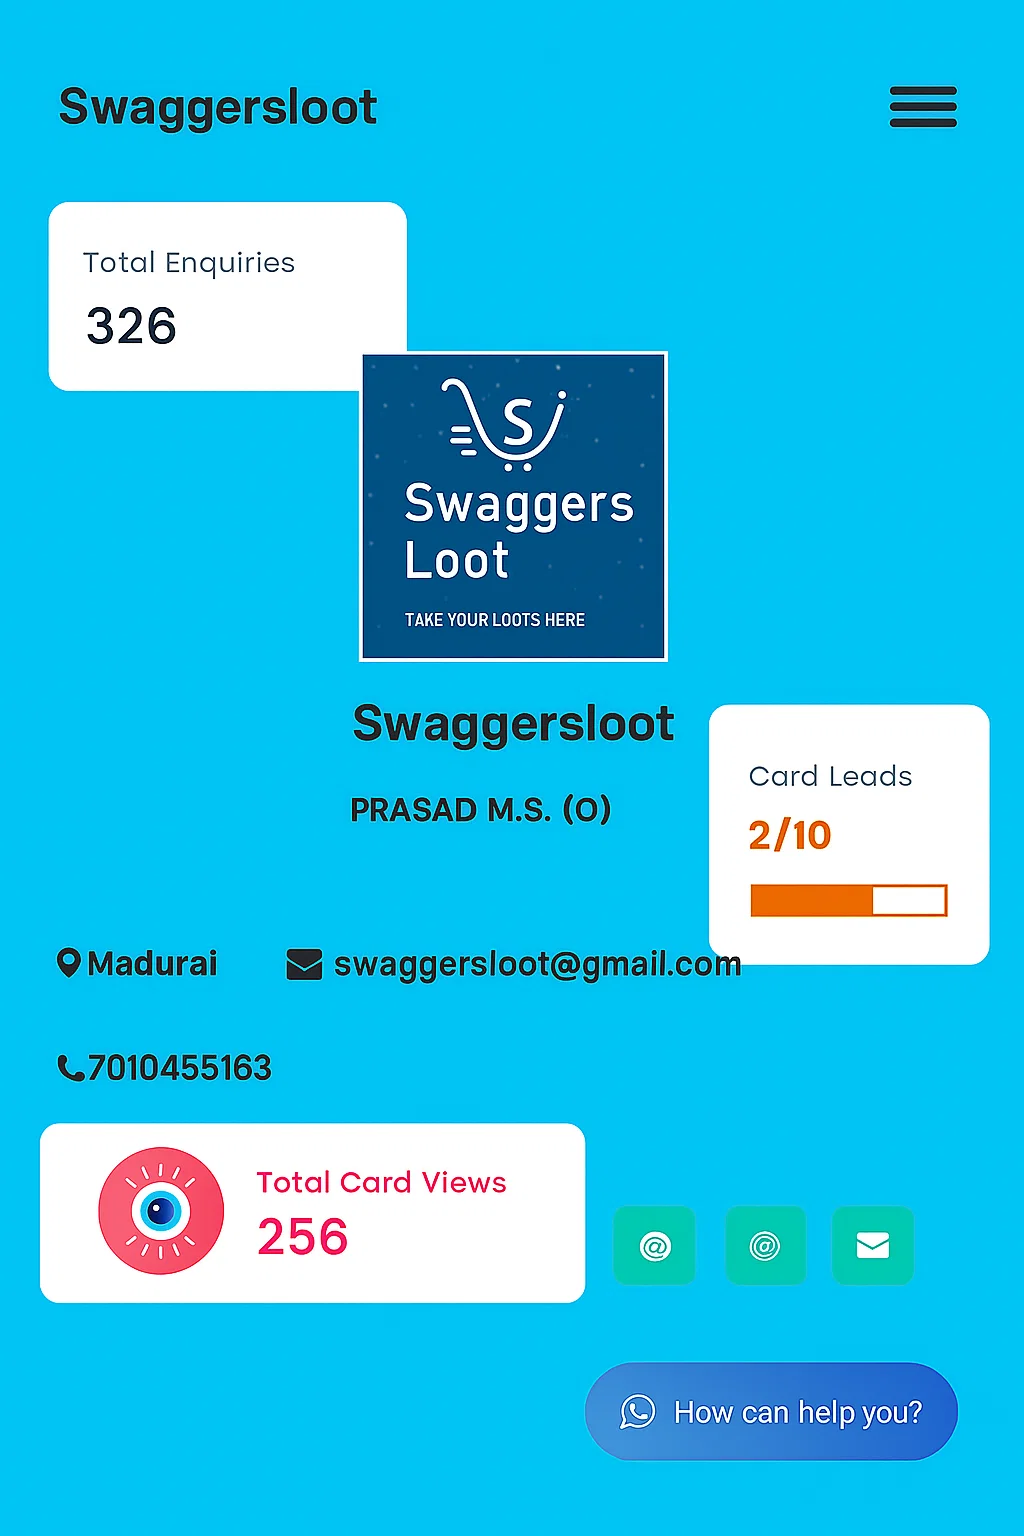 Swaggersloot
Total Enquiries
326
S
Swaggers
Loot
TAKE YOUR LOOTS HERE
Swaggersloot
PRASAD M.S. (O)
Card Leads
2/10
Madurai
swaggersloot@gmail.com
7010455163
Total Card Views
256
How can help you?